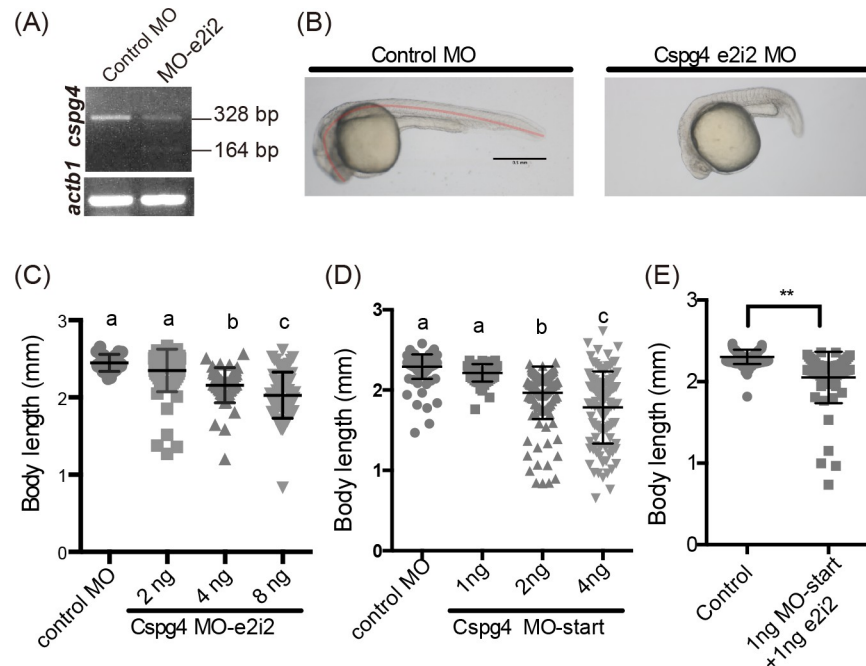 (A)
Control MO
MO-e2i2
cspg4
328 bp
164 bp
actb1
(B)
Control MO
Cspg4 e2i2 MO
0.5 mm
(C)
Body length (mm)
3
2
1
0
a a b c
control MO
2 ng
4 ng
8 ng
Cspg4 MO-e2i2
(D)
Body length (mm)
3
2
1
0
a a b c
control MO
1ng
2ng
4ng
Cspg4 MO-start
(E)
Body length (mm)
3
2
1
0
**
Control
1ng MO-start
+1ng e2i2